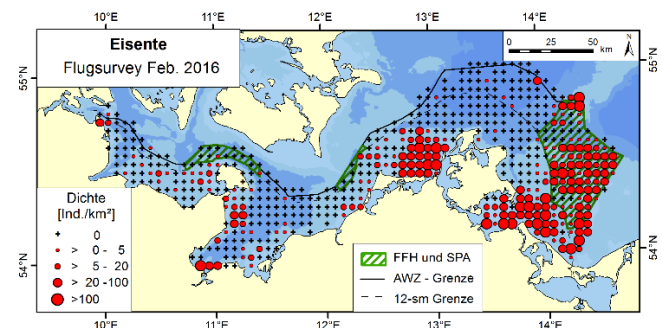 10°E 11°E 12°E 13°E 14°E
Eisente
Flugsurvey Feb. 2016
0 25 50
km
N
55°N
55°N
Dichte
[Ind./km²]
0
> 0 - 5
> 5 - 20
> 20 -100
>100
FFH und SPA
AWZ - Grenze
12-sm Grenze
54°N
54°N
10°E 11°E 12°E 13°E 14°E